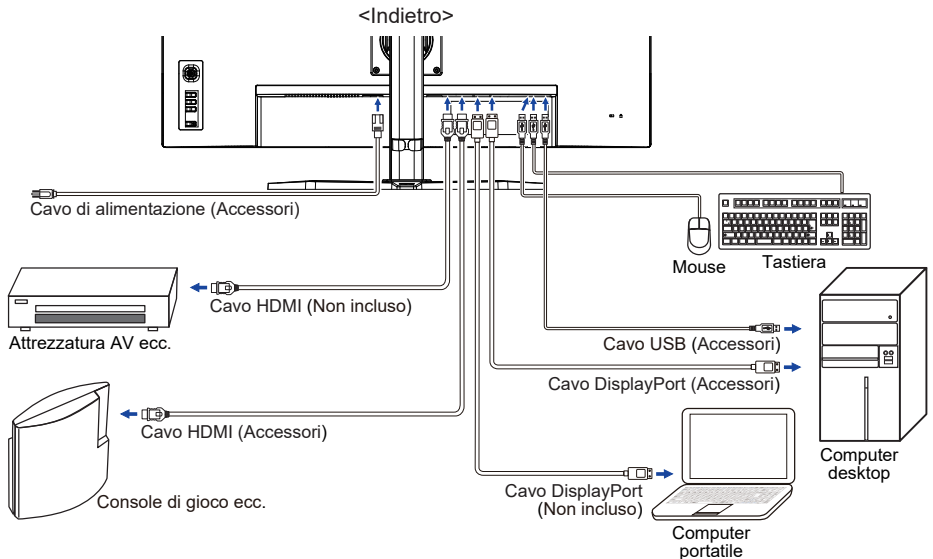 <Indietro>
Cavo di alimentazione (Accessori)
Mouse
Tastiera
Cavo HDMI (Non incluso)
Attrezzatura AV ecc.
Cavo USB (Accessori)
Cavo DisplayPort (Accessori)
Cavo HDMI (Accessori)
Computer
desktop
Console di gioco ecc.
Cavo DisplayPort
(Non incluso)
Computer
portatile